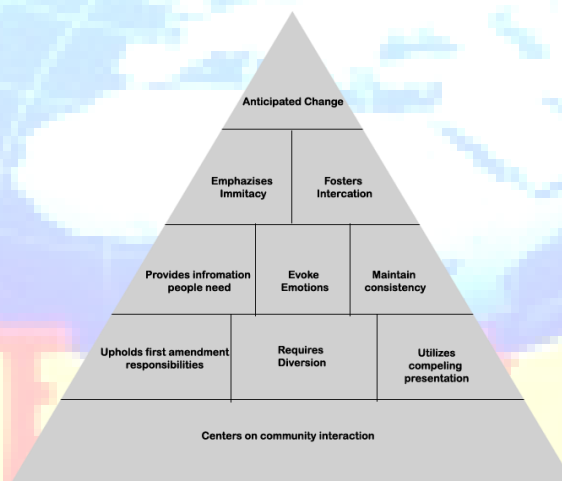 Anticipated Change
Emphazises
Immitacy
Fosters
Intercation
Provides infromation
people need
Evoke
Emotions
Maintain
consistency
Upholds first amendment
responsibilities
Requires
Diversion
Utilizes
compeling
presentation
Centers on community interaction